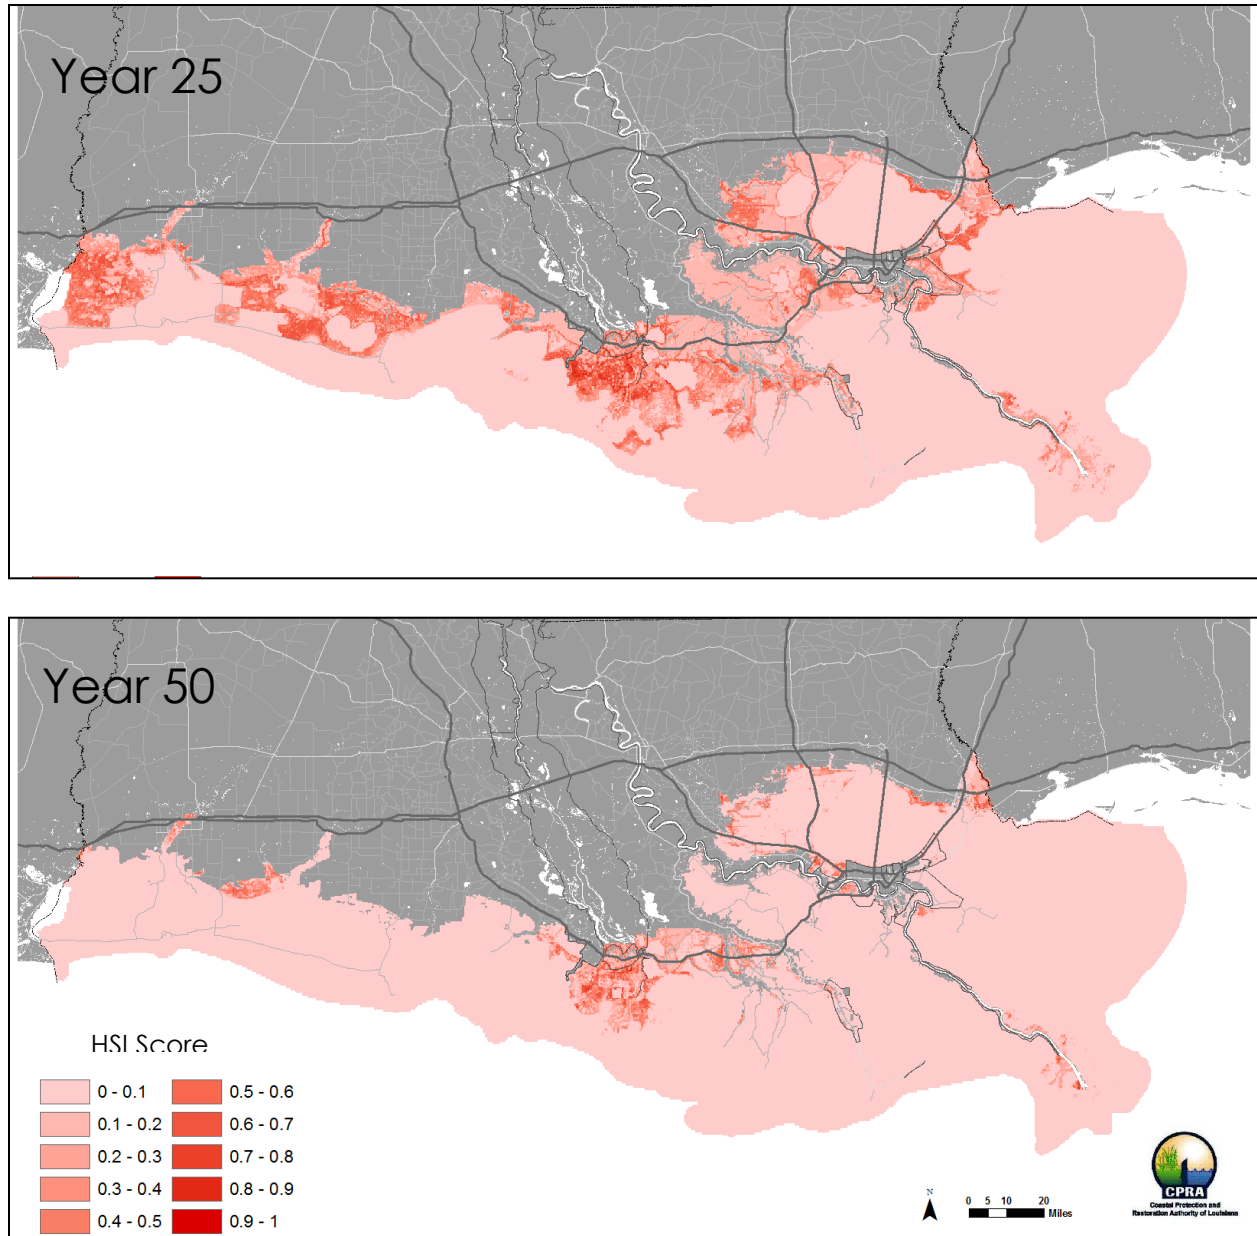 Year 25
Year 50
HSI Score
0 - 0.1
0.5 - 0.6
0.1 - 0.2
0.6 - 0.7
0.2 - 0.3
0.7 - 0.8
0.3 - 0.4
0.8 - 0.9
0.4 - 0.5
0.9 - 1
N
0 5 10 20
Miles
CPRA
Coastal Protection and
Restoration Authority of Louisiana